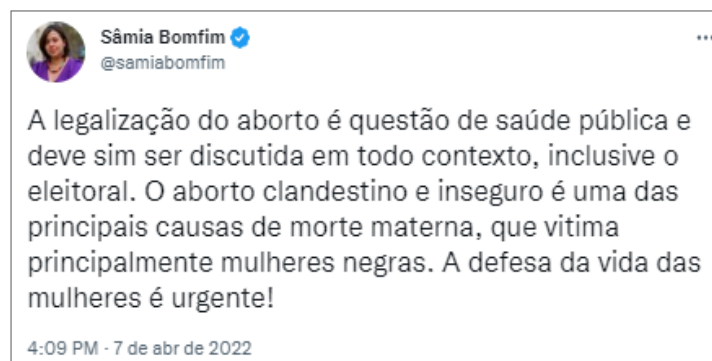 Sâmia Bomfim
@samiabomfim
A legalização do aborto é questão de saúde pública e
deve sim ser discutida em todo contexto, inclusive o
eleitoral. O aborto clandestino e inseguro é uma das
principais causas de morte materna, que vitima
principalmente mulheres negras. A defesa da vida das
mulheres é urgente!
4:09 PM · 7 de abr de 2022